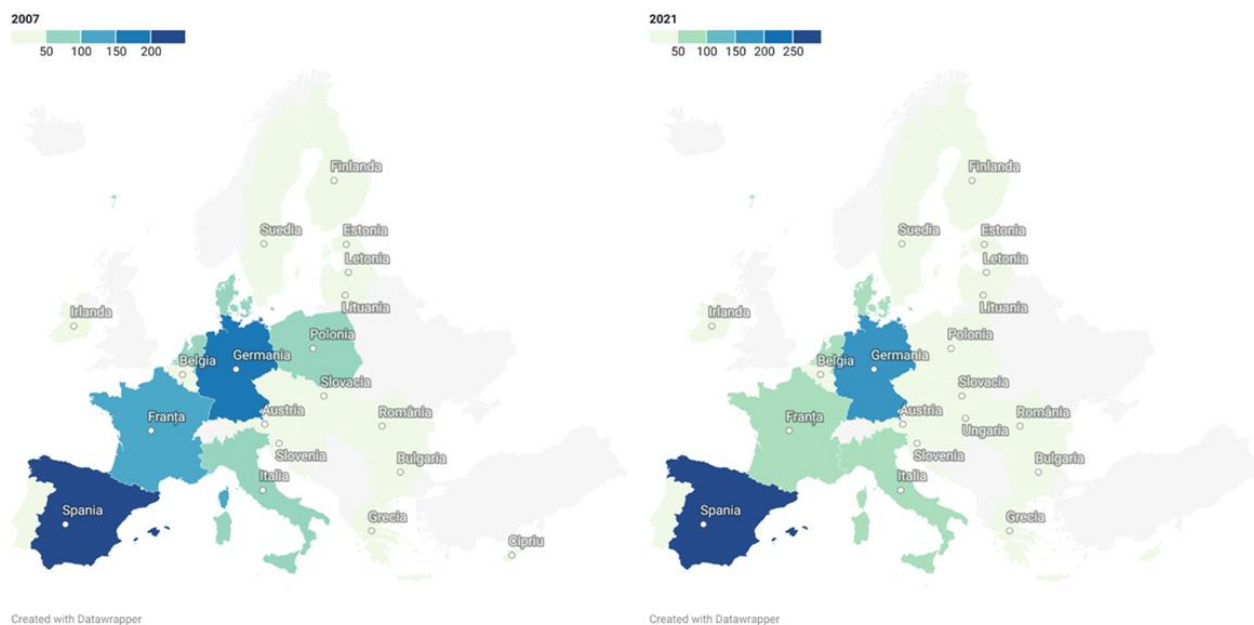 2007
50 100 150 200
Finlanda
Suedia
Estonia
Letonia
Lituania
Irlanda
Polonia
Belgia
Germania
Slovacia
Franța
Austria
România
Slovenia
Bulgaria
Italia
Spania
Grecia
Cipriu
Created with Datawrapper
2021
50 100 150 200 250
Finlanda
Suedia
Estonia
Letonia
Lituania
Irlanda
Polonia
Belgia
Germania
Slovacia
Franța
Austria
România
Ungaria
Slovenia
Bulgaria
Italia
Spania
Grecia
Created with Datawrapper